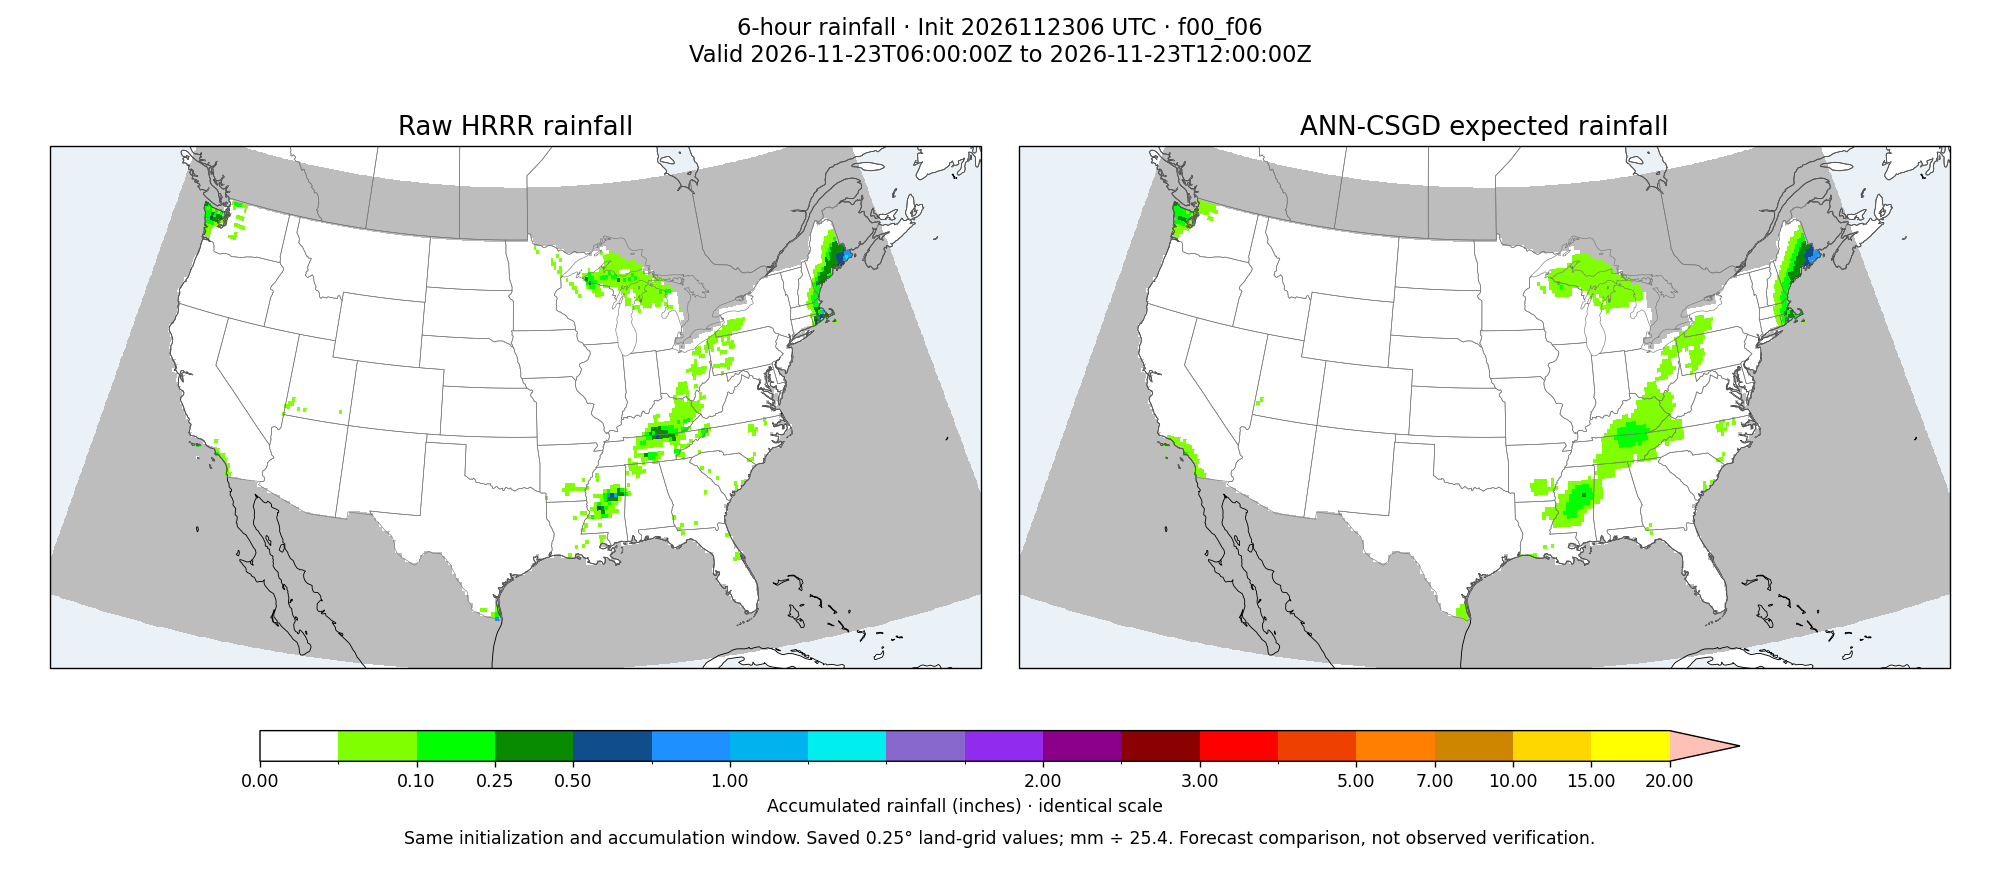 6-hour rainfall · Init 2026112306 UTC · f00_f06
Valid 2026-11-23T06:00:00Z to 2026-11-23T12:00:00Z
Raw HRRR rainfall
ANN-CSGD expected rainfall
0.00 0.10 0.25 0.50 1.00 2.00 3.00 5.00 7.00 10.00 15.00 20.00
Accumulated rainfall (inches) · identical scale
Same initialization and accumulation window. Saved 0.25° land-grid values; mm ÷ 25.4. Forecast comparison, not observed verification.